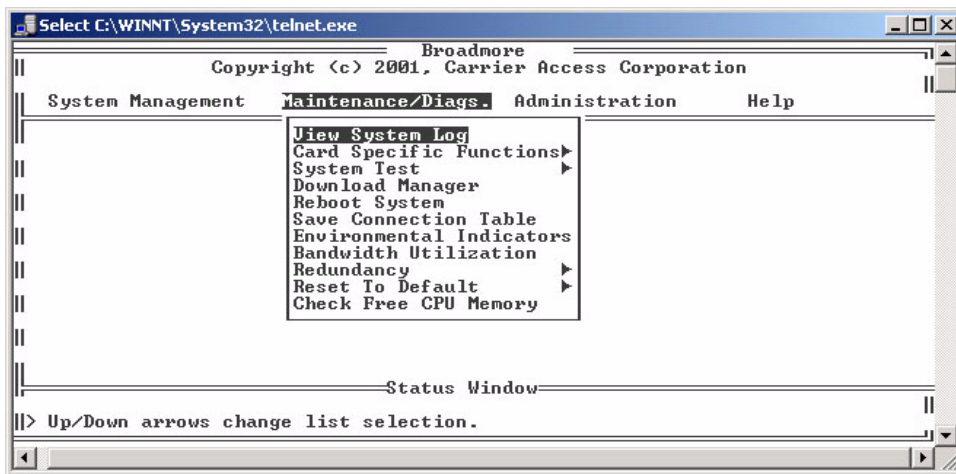 Select C:\WINNT\System32\telnet.exe
Broadmore
Copyright (c) 2001, Carrier Access Corporation
System Management Maintenance/Diags. Administration Help
View System Log
Card Specific Functions
System Test
Download Manager
Reboot System
Save Connection Table
Environmental Indicators
Bandwidth Utilization
Redundancy
Reset To Default
Check Free CPU Memory
Status Window
> Up/Down arrows change list selection.